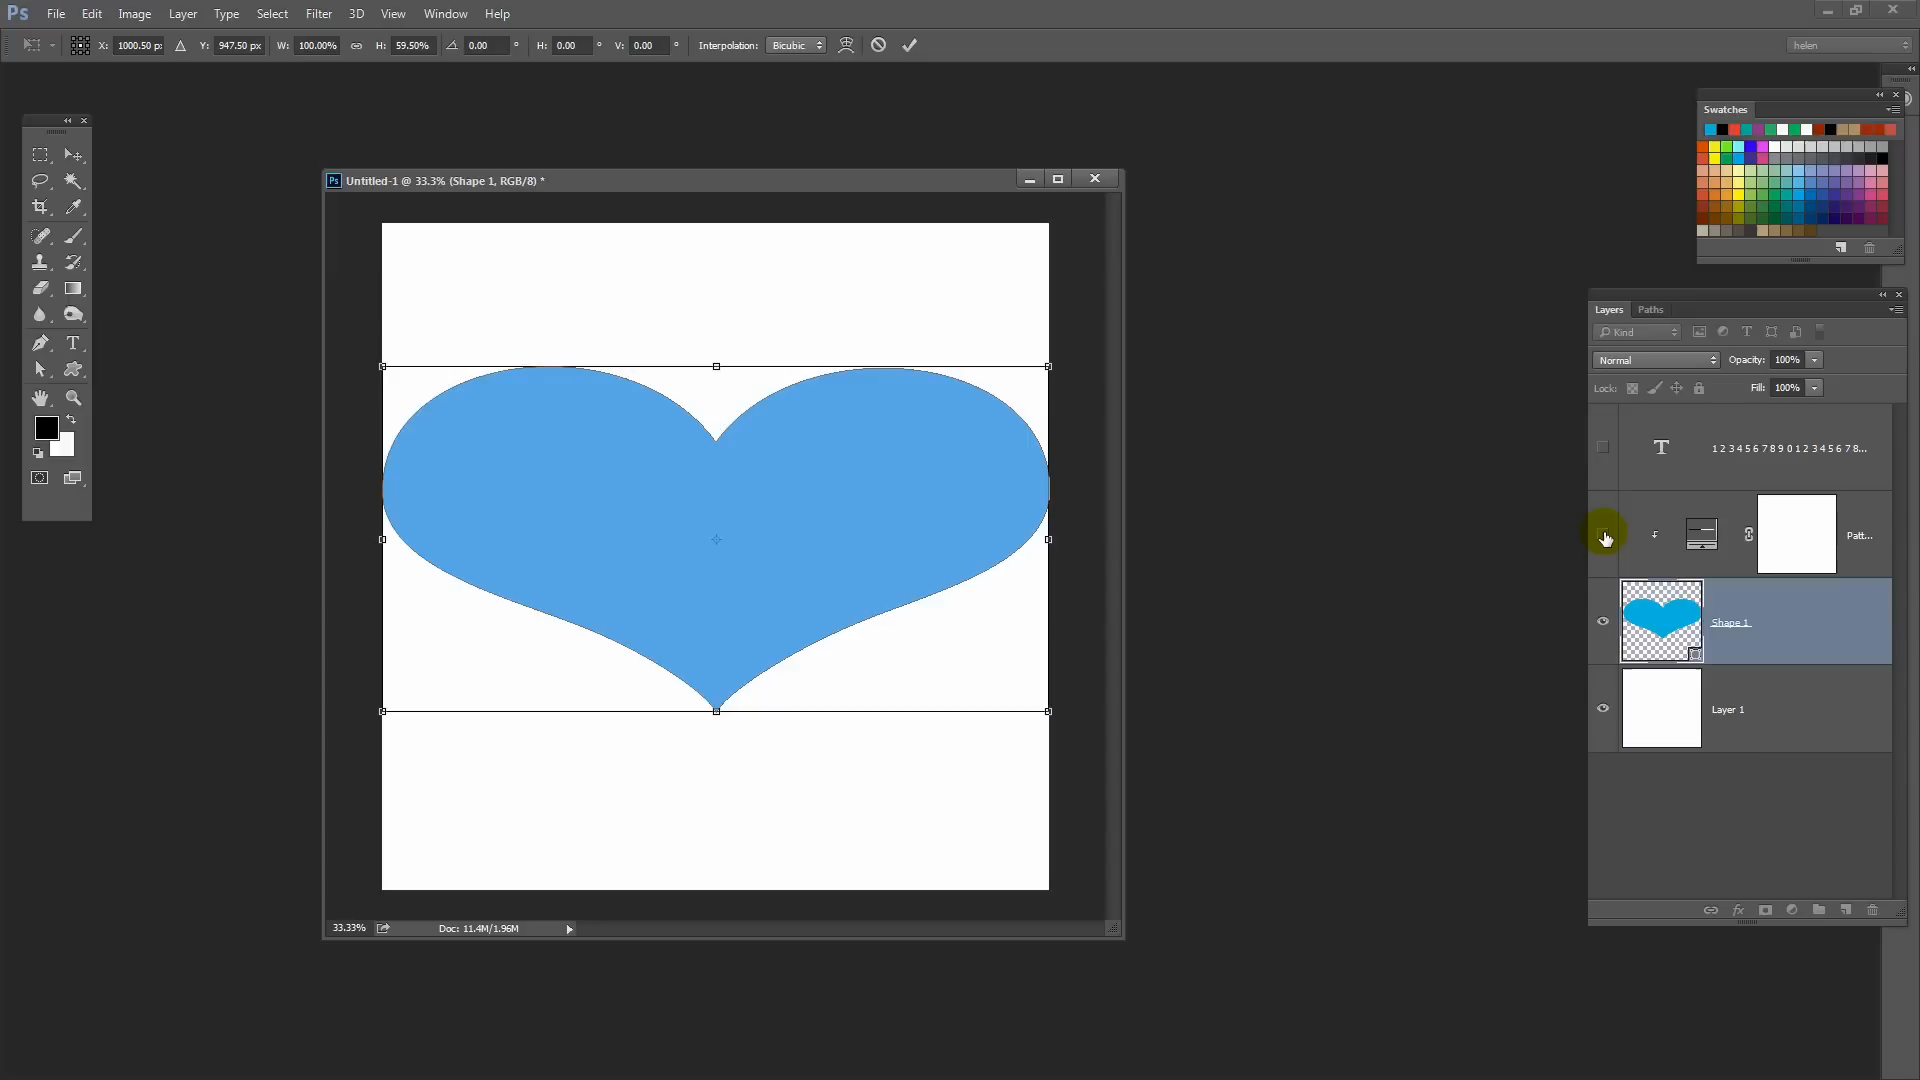 Ps File Edit Image Layer Type Select Filter 3D View Window Help
X: 1000.50 p: Y: 947.50 px W: 100.00% H: 59.50% 0.00 ° H: 0.00 ° V: 0.00 ° Interpolation: Bicubic helen
Swatches
Ps Untitled-1 @ 33.3% (Shape 1, RGB/8) *
Layers Paths
Kind T
Normal Opacity: 100%
Lock: Fill: 100%
T 1 2 3 4 5 6 7 8 9 0 1 2 3 4 5 6 7 8...
Patt...
Shape 1
Layer 1
33.33% Doc: 11.4M/1.96M
fx